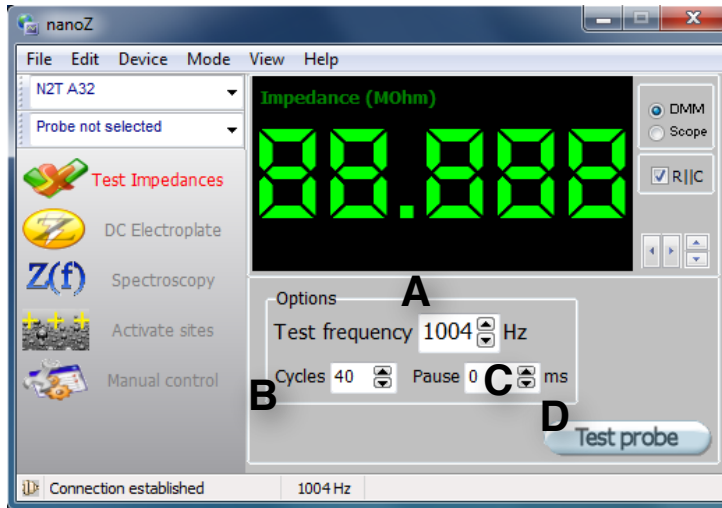 nanoZ
File Edit Device Mode View Help
N2T A32
Probe not selected
Test Impedances
DC Electroplate
Z(f) Spectroscopy
Activate sites
Manual control
Impedance (MOhm)
88.888
DMM
Scope
R||C
A
Options
Test frequency 1004 Hz
B Cycles 40 Pause 0 C ms
D
Test probe
Connection established 1004 Hz